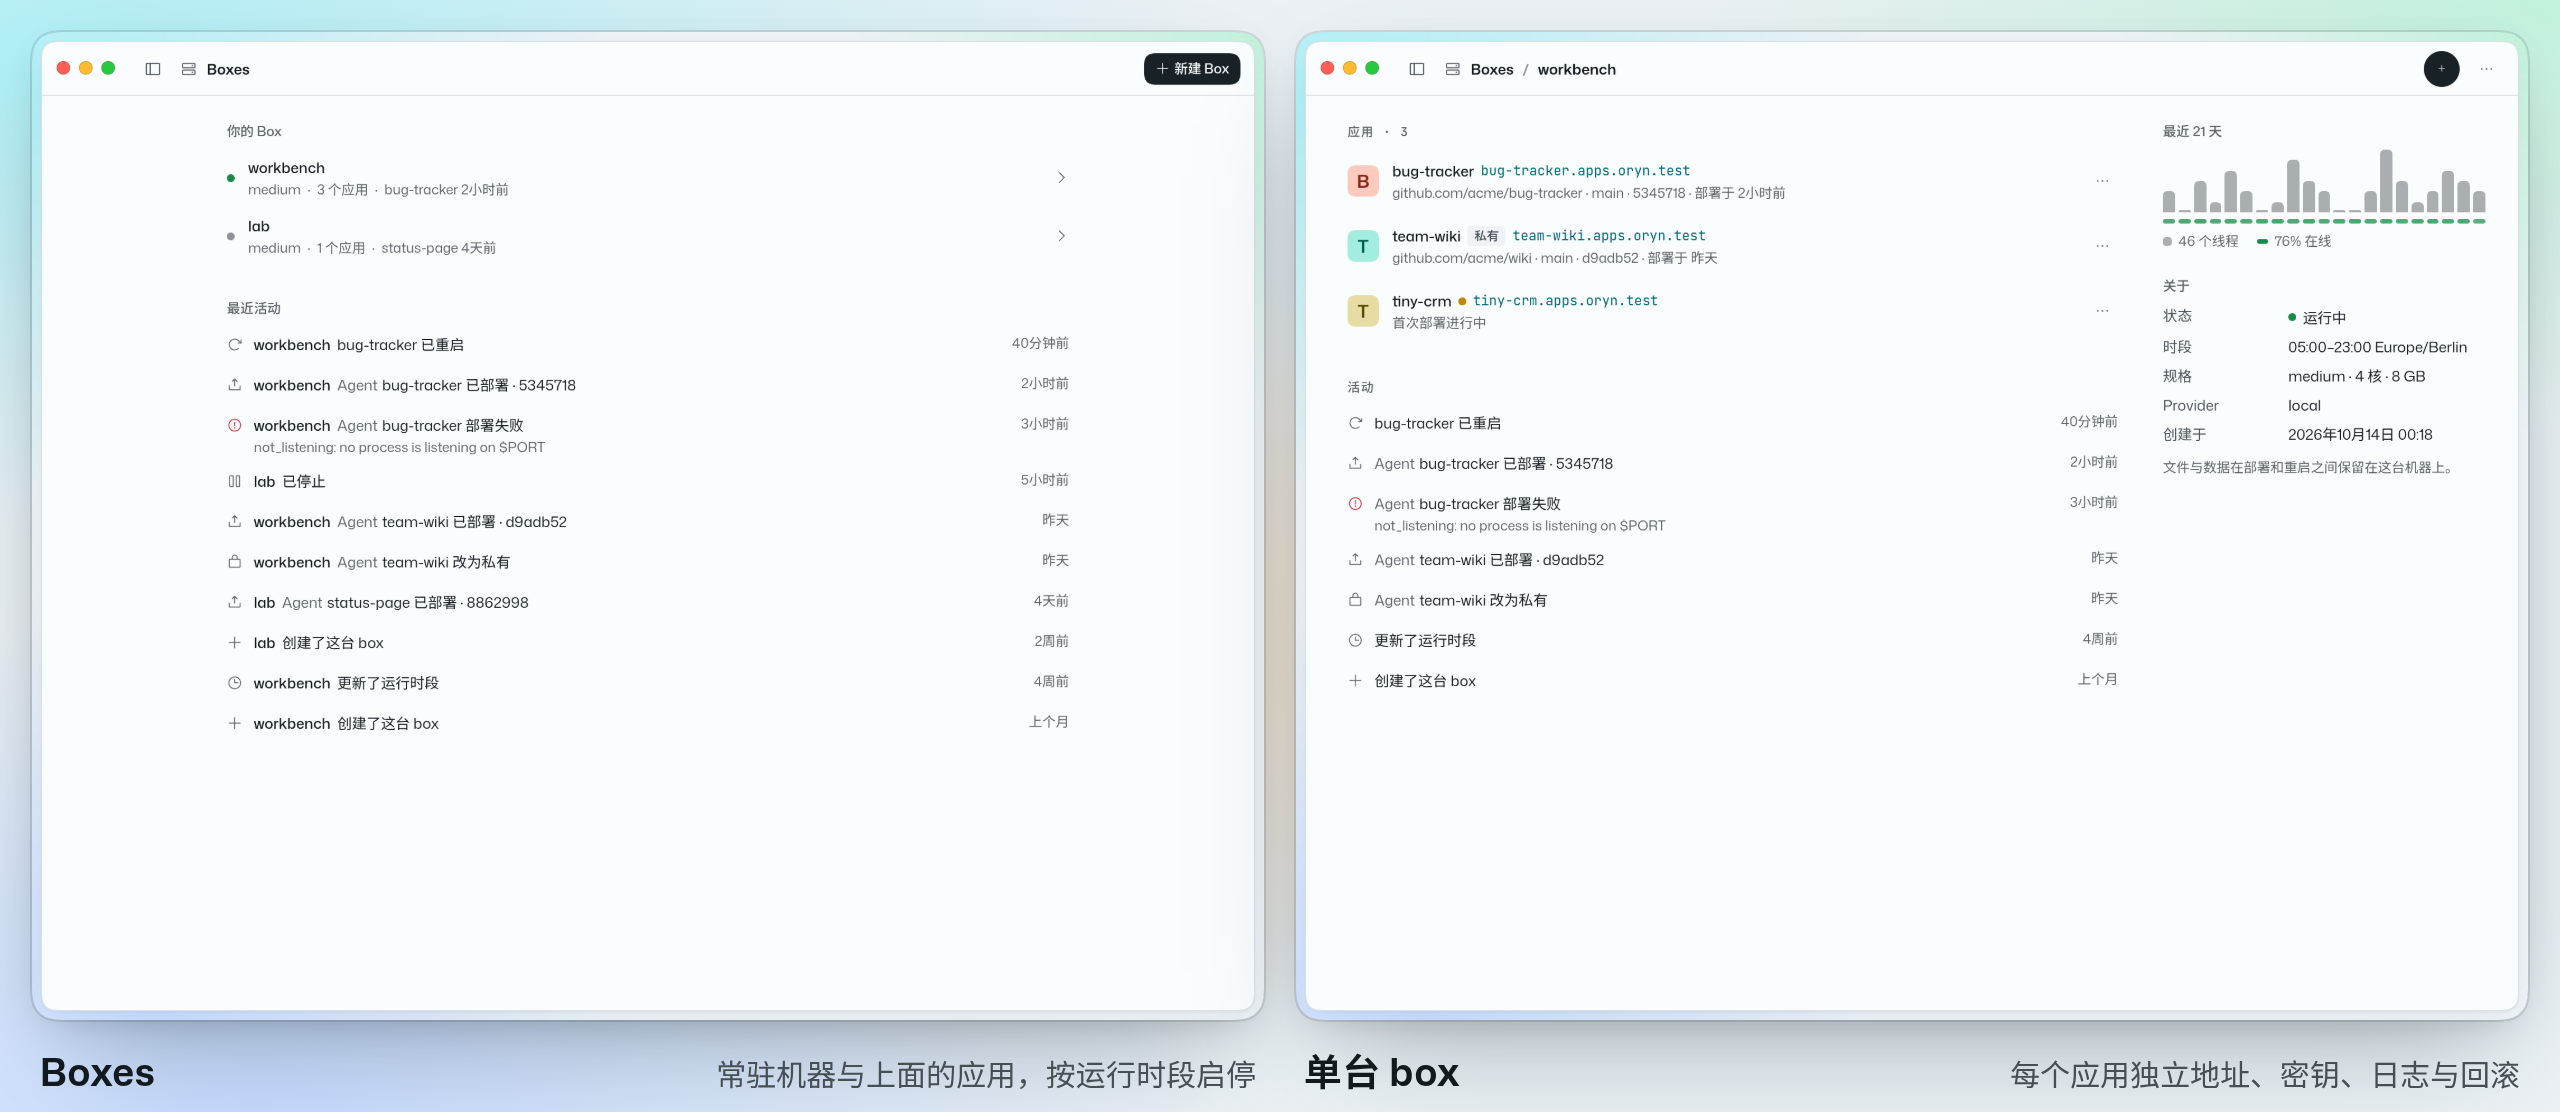 Boxes
+ 新建 Box
你的 Box
workbench
medium · 3 个应用 · bug-tracker 2小时前
lab
medium · 1 个应用 · status-page 4天前
最近活动
workbench bug-tracker 已重启 40分钟前
workbench Agent bug-tracker 已部署 · 5345718 2小时前
workbench Agent bug-tracker 部署失败 3小时前
not_listening: no process is listening on $PORT
lab 已停止 5小时前
workbench Agent team-wiki 已部署 · d9adb52 昨天
workbench Agent team-wiki 改为私有 昨天
lab Agent status-page 已部署 · 8862998 4天前
lab 创建了这台 box 2周前
workbench 更新了运行时段 4周前
workbench 创建了这台 box 上个月
Boxes 常驻机器与上面的应用，按运行时段启停
Boxes / workbench
应用 · 3
B bug-tracker bug-tracker.apps.oryn.test
github.com/acme/bug-tracker · main · 5345718 · 部署于 2小时前
T team-wiki 私有 team-wiki.apps.oryn.test
github.com/acme/wiki · main · d9adb52 · 部署于 昨天
T tiny-crm tiny-crm.apps.oryn.test
首次部署进行中
活动
bug-tracker 已重启 40分钟前
Agent bug-tracker 已部署 · 5345718 2小时前
Agent bug-tracker 部署失败 3小时前
not_listening: no process is listening on $PORT
Agent team-wiki 已部署 · d9adb52 昨天
Agent team-wiki 改为私有 昨天
更新了运行时段 4周前
创建了这台 box 上个月
最近 21 天
46 个线程 76% 在线
关于
状态 运行中
时段 05:00–23:00 Europe/Berlin
规格 medium · 4 核 · 8 GB
Provider local
创建于 2026年10月14日 00:18
文件与数据在部署和重启之间保留在这台机器上。
单台 box 每个应用独立地址、密钥、日志与回滚